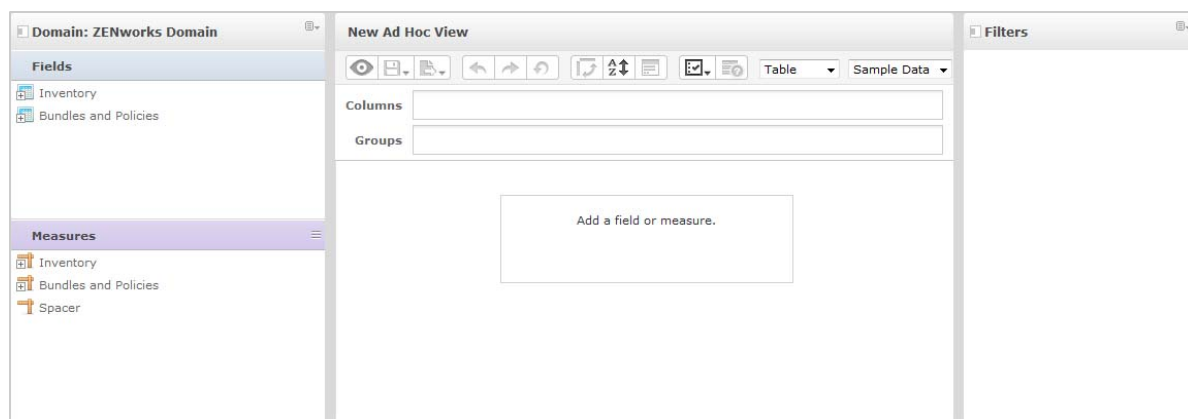 Domain: ZENworks Domain
Fields
Inventory
Bundles and Policies
Measures
Inventory
Bundles and Policies
Spacer
New Ad Hoc View
Table
Sample Data
Columns
Groups
Add a field or measure.
Filters